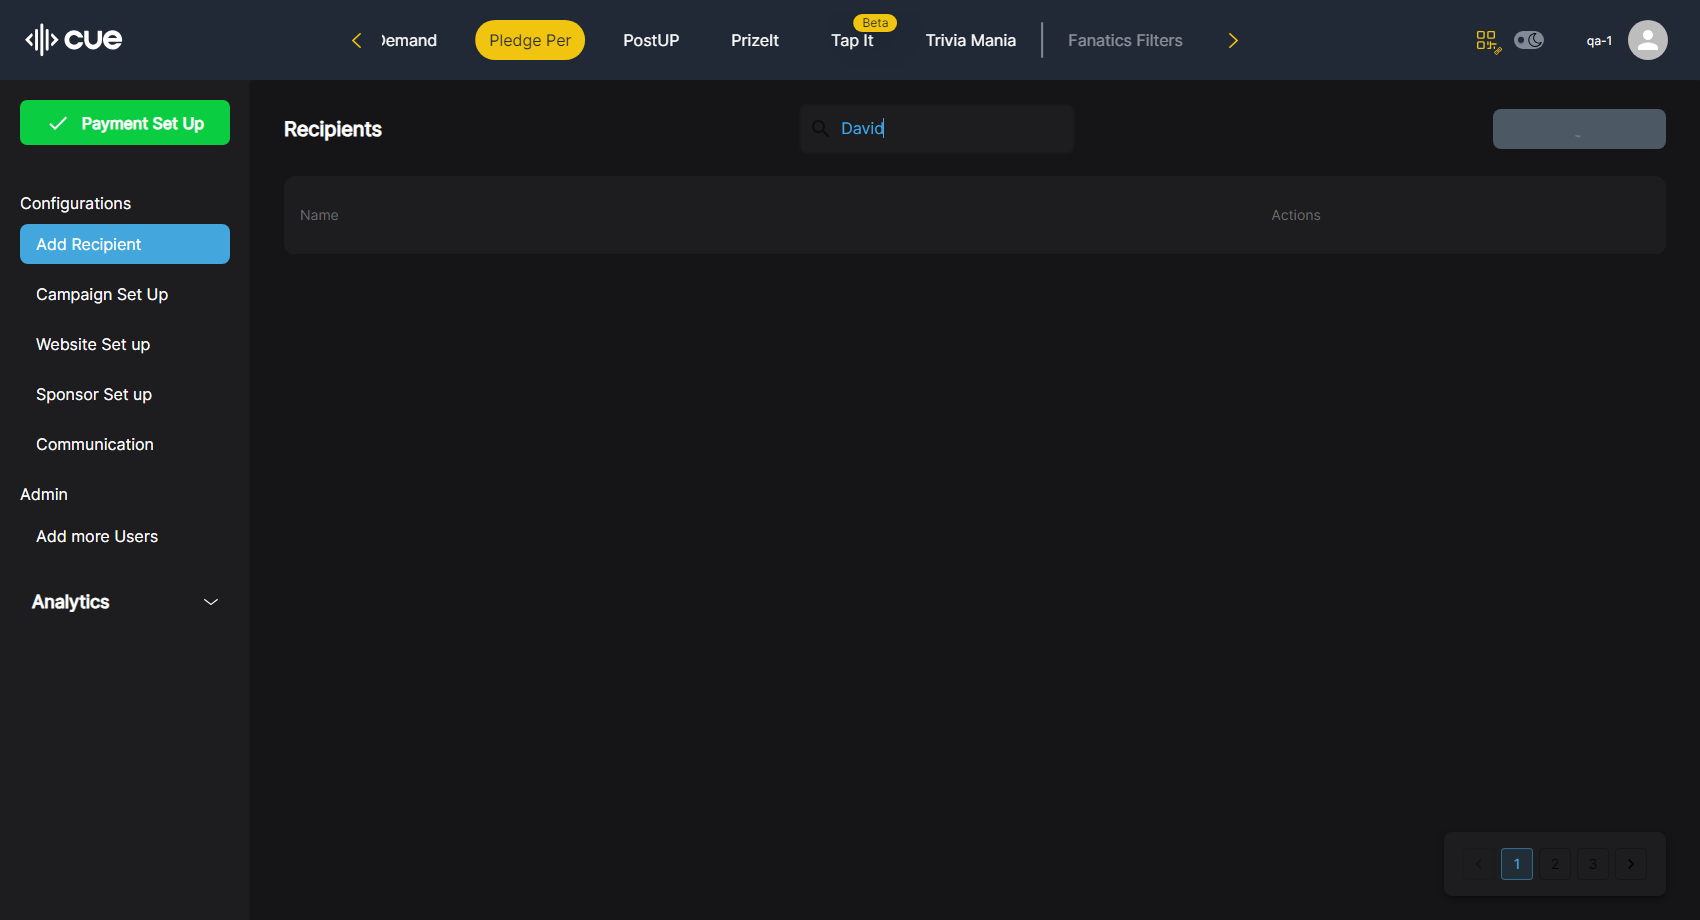 cue
Demand
Pledge Per
PostUP
PrizeIt
Beta
Tap It
Trivia Mania
Fanatics Filters
qa-1
Payment Set Up
Configurations
Add Recipient
Campaign Set Up
Website Set up
Sponsor Set up
Communication
Admin
Add more Users
Analytics
Recipients
David
Name
Actions
1
2
3